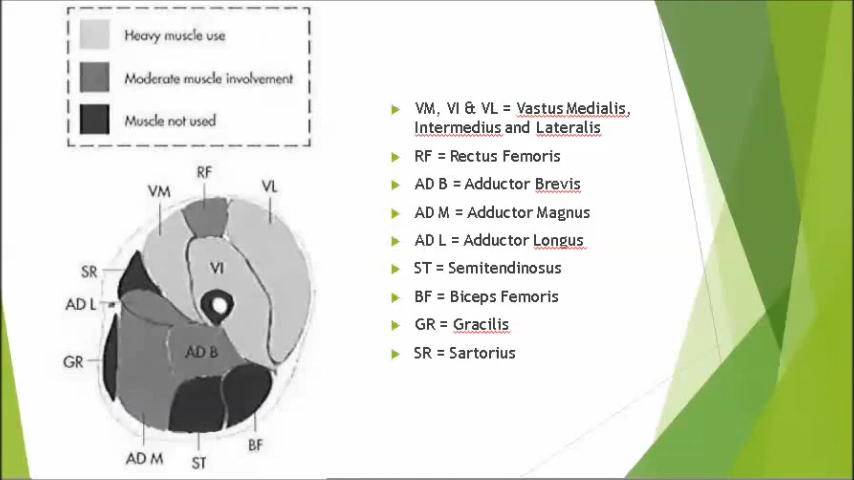 Heavy muscle use
Moderate muscle involvement
Muscle not used
RF
VM
VL
SR
VI
AD L
GR
AD B
BF
AD M
ST
VM, VI & VL = Vastus Medialis,
Intermedius and Lateralis
RF = Rectus Femoris
AD B = Adductor Brevis
AD M = Adductor Magnus
AD L = Adductor Longus
ST = Semitendinosus
BF = Biceps Femoris
GR = Gracilis
SR = Sartorius